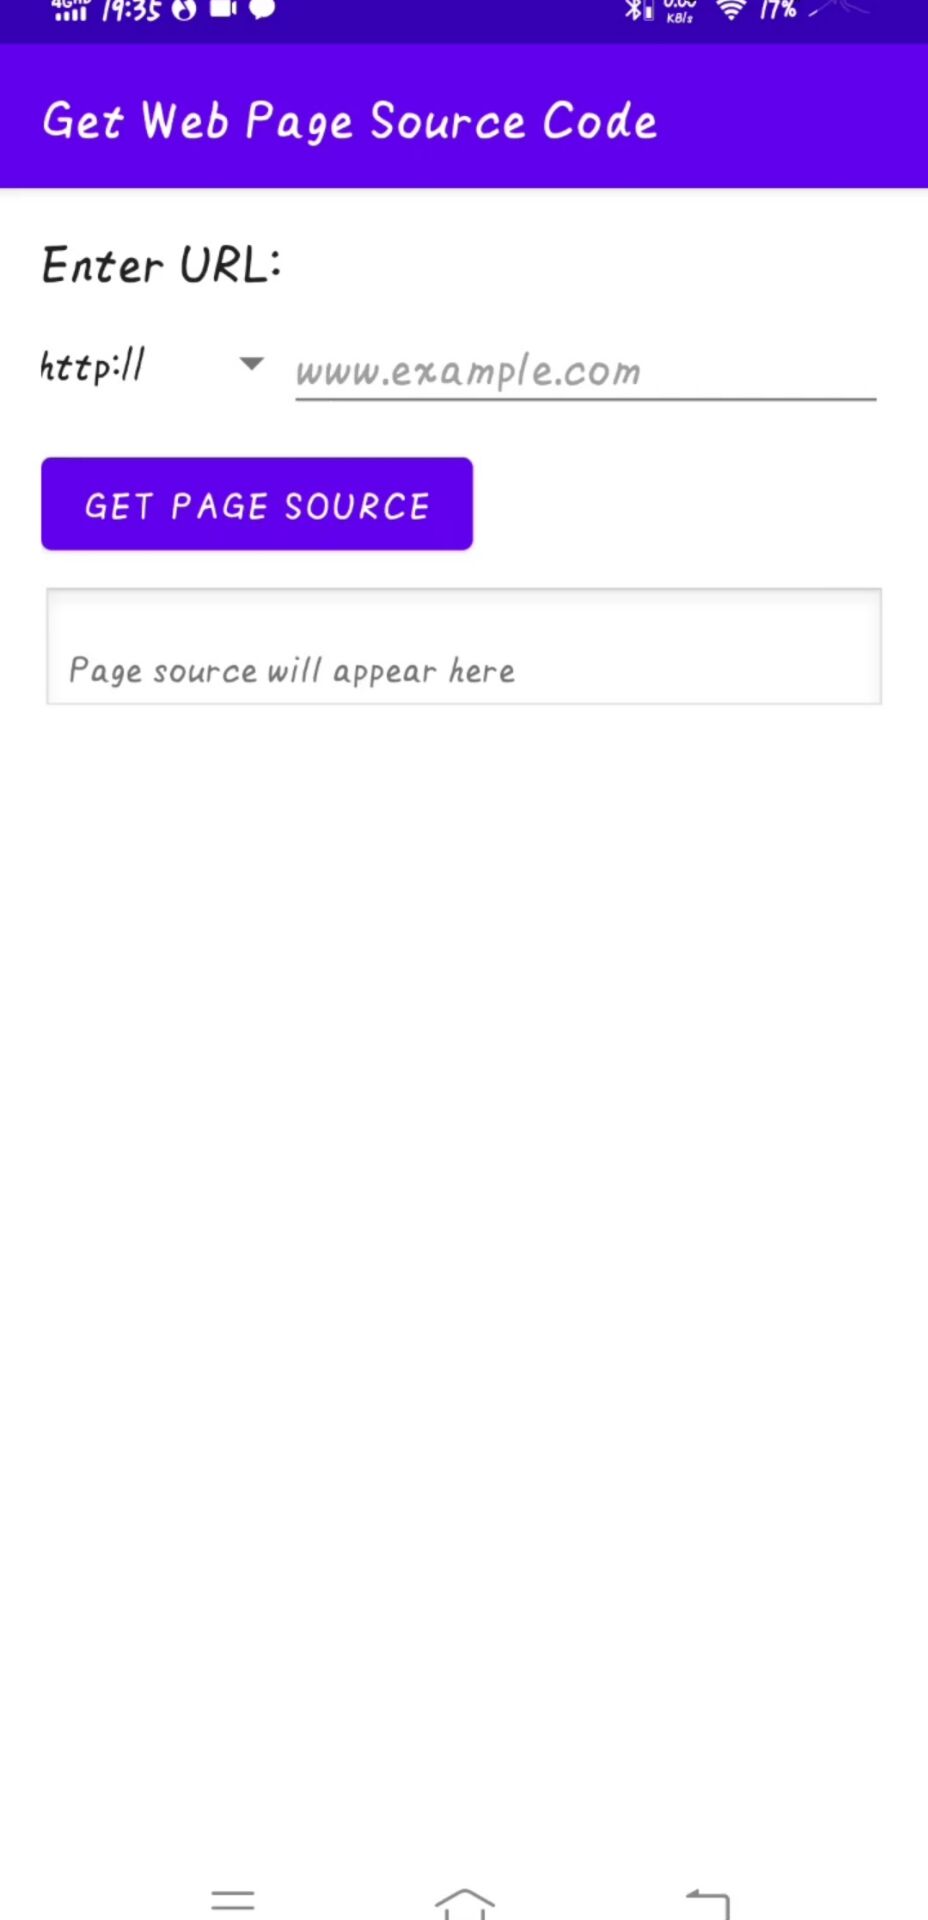 19:35 17%
KB/s
Get Web Page Source Code
Enter URL:
http:// www.example.com
GET PAGE SOURCE
Page source will appear here